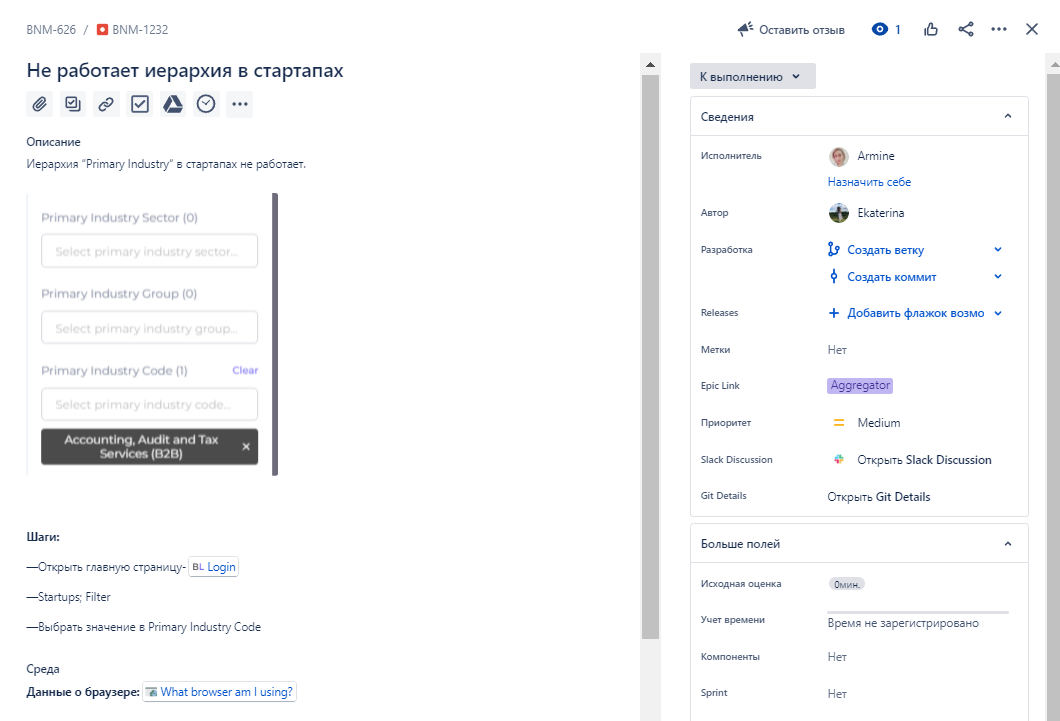 BNM-626 / BNM-1232
Оставить отзыв
1
Не работает иерархия в стартапах
Описание
Иерархия "Primary Industry" в стартапах не работает.
Primary Industry Sector (0)
Select primary industry sector...
Primary Industry Group (0)
Select primary industry group...
Primary Industry Code (1) Clear
Select primary industry code...
Accounting, Audit and Tax
Services (B2B) ×
Шаги:
—Открыть главную страницу- BL Login
—Startups; Filter
—Выбрать значение в Primary Industry Code
Среда
Данные о браузере: What browser am I using?
К выполнению
Сведения
Исполнитель Armine
Назначить себе
Автор Ekaterina
Разработка Создать ветку
Создать коммит
Releases + Добавить флажок возмо
Метки Нет
Epic Link Aggregator
Приоритет Medium
Slack Discussion Открыть Slack Discussion
Git Details Открыть Git Details
Больше полей
Исходная оценка 0мин.
Учет времени Время не зарегистрировано
Компоненты Нет
Sprint Нет